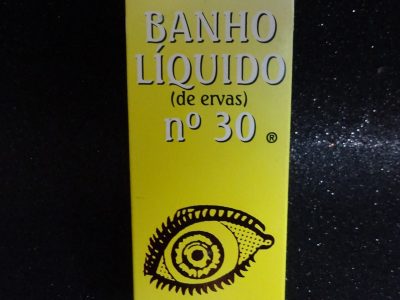 BANHO
LÍQUIDO
(de ervas)
nº 30 ®